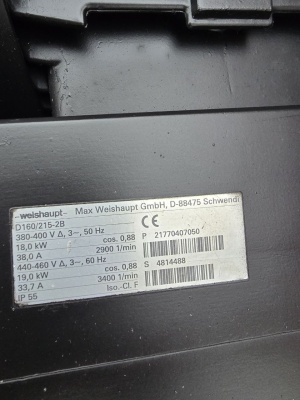 -weishaupt- Max Weishaupt GmbH, D-88475 Schwendi
D160/215-2B
380-400 V Δ, 3~, 50 Hz
18,0 kW cos. 0,88 P 21770407050
38,0 A 2900 1/min
440-460 V Δ, 3~, 60 Hz
19,0 kW cos. 0,88 S 4814488
33,7 A 3400 1/min
IP 55 Iso.-Cl. F
CE